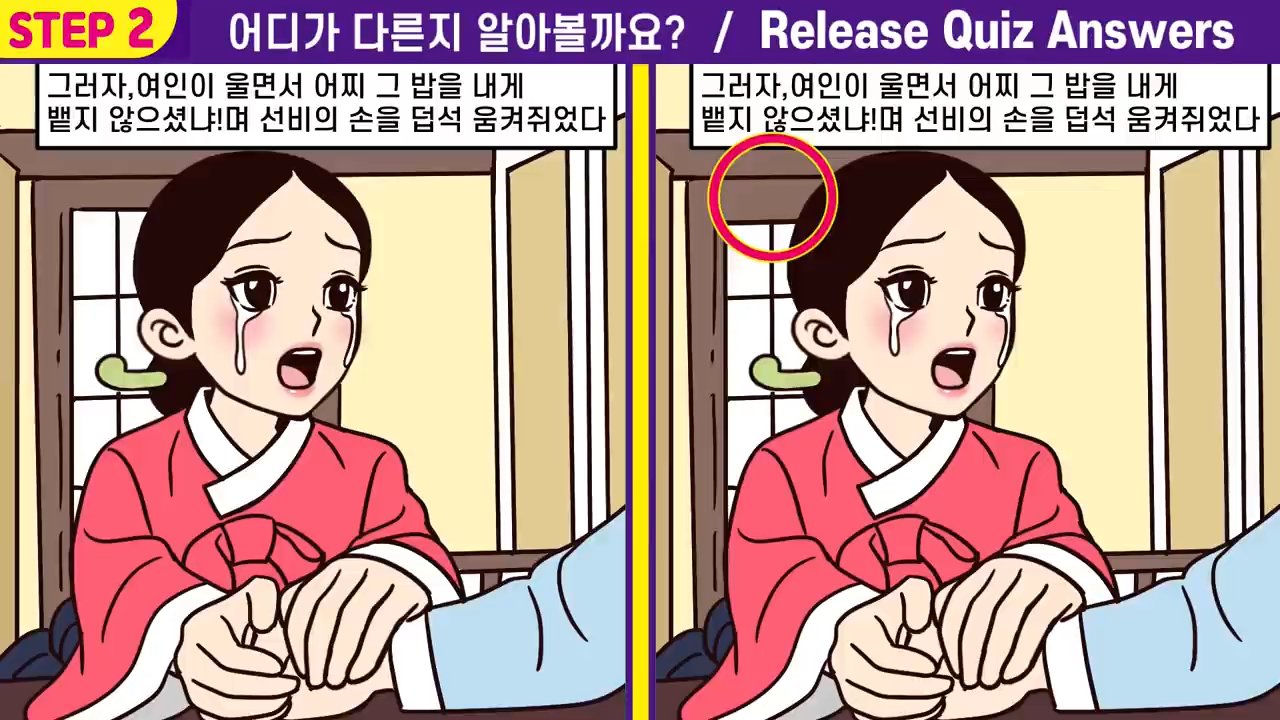 STEP 2
어디가 다른지 알아볼까요? / Release Quiz Answers
그러자,여인이 울면서 어찌 그 밥을 내게
뱉지 않으셨냐!며 선비의 손을 덥석 움켜쥐었다
그러자,여인이 울면서 어찌 그 밥을 내게
뱉지 않으셨냐!며 선비의 손을 덥석 움켜쥐었다